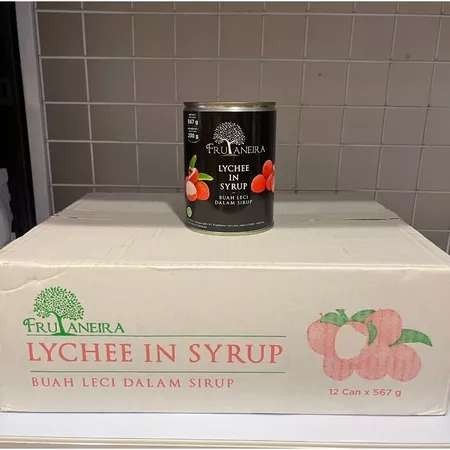 567 g
FRUTANEIRA
LYCHEE
IN
SYRUP
BUAH LECI
DALAM SIRUP
FRUTANEIRA
LYCHEE IN SYRUP
BUAH LECI DALAM SIRUP
12 Can x 567 g